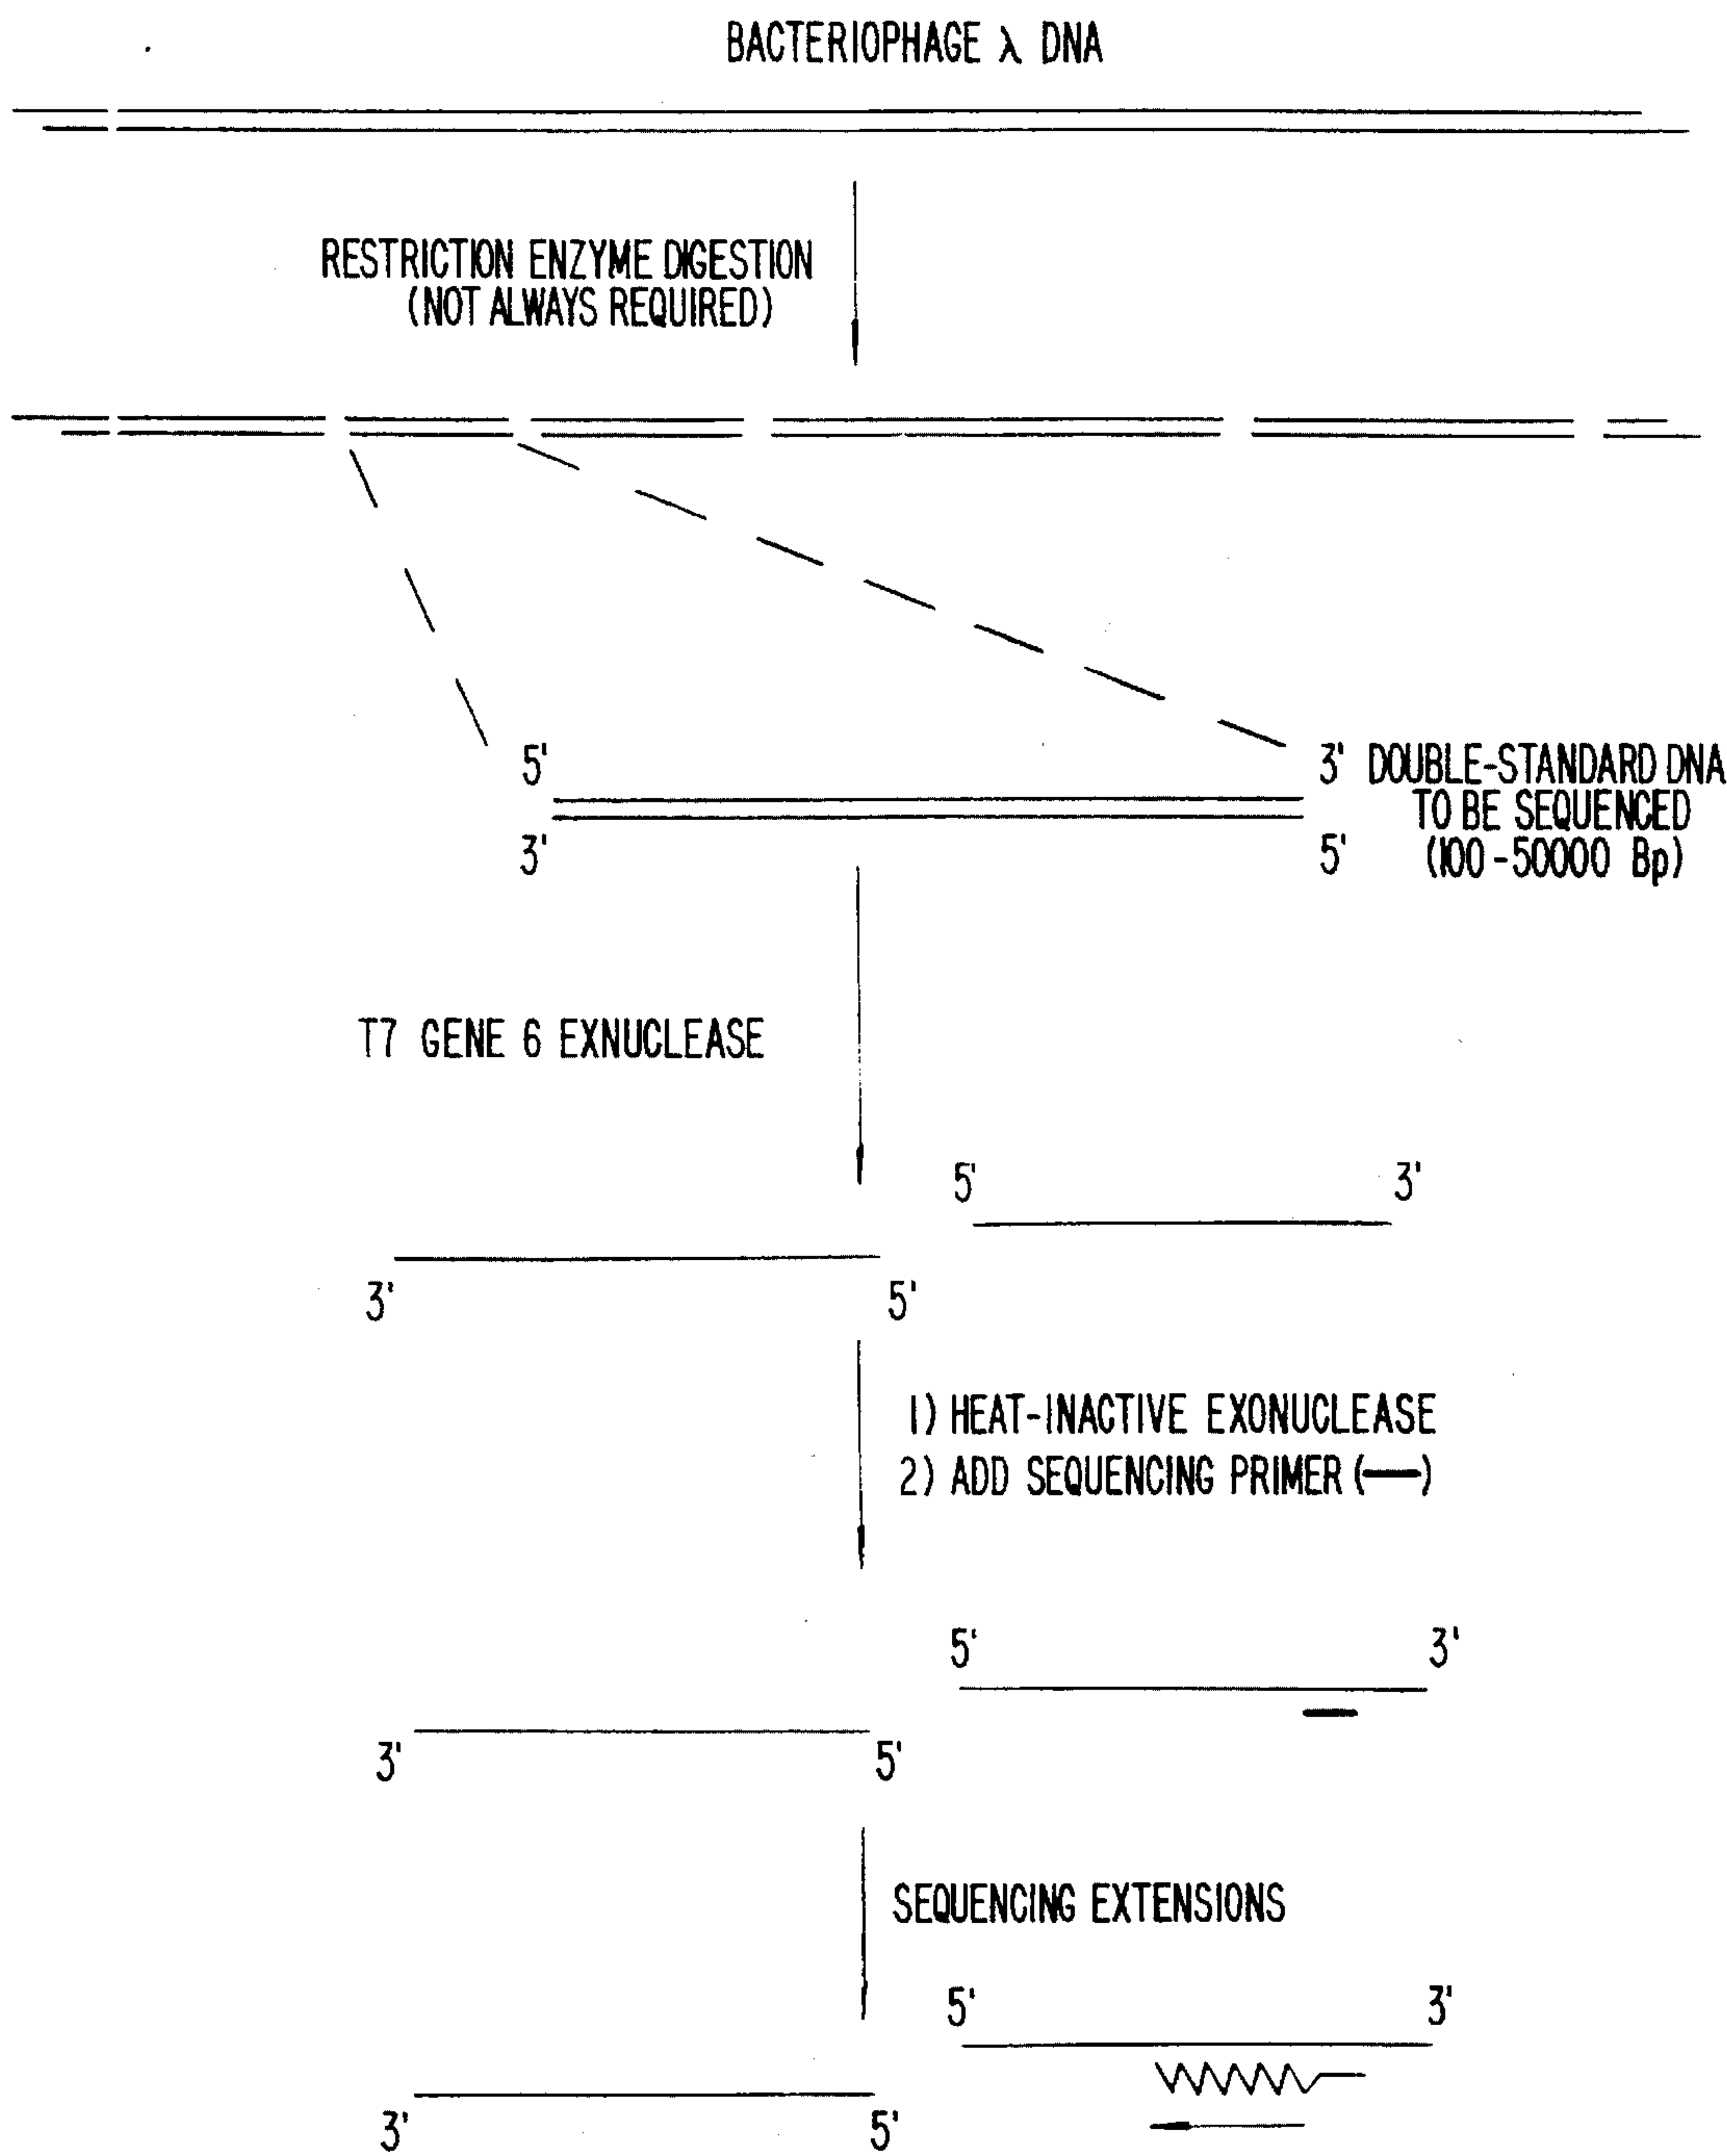 BACTERIOPHAGE λ DNA
RESTRICTION ENZYME DIGESTION
(NOT ALWAYS REQUIRED)
5'
3' DOUBLE-STANDARD DNA
TO BE SEQUENCED
3'
5'
(100-50000 Bp)
T7 GENE 6 EXNUCLEASE
5'
3'
3'
5'
1) HEAT-INACTIVE EXONUCLEASE
2) ADD SEQUENCING PRIMER (—)
5'
3'
3'
5'
SEQUENCING EXTENSIONS
5'
3'
3'
5'